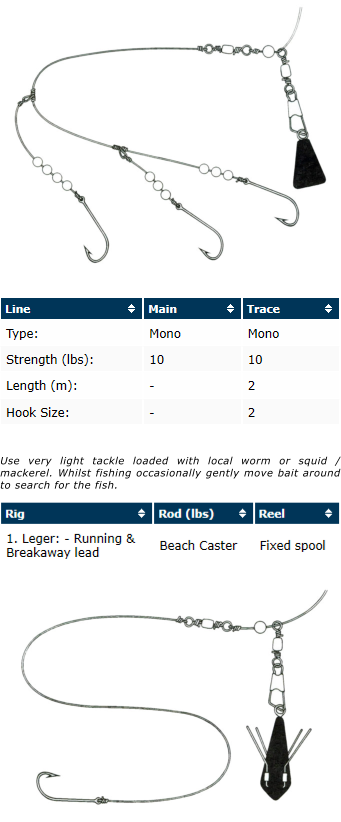 Line Main Trace
Type: Mono Mono
Strength (lbs): 10 10
Length (m): - 2
Hook Size: - 2
Use very light tackle loaded with local worm or squid /
mackerel. Whilst fishing occasionally gently move bait around
to search for the fish.
Rig Rod (lbs) Reel
1. Leger: - Running &
Breakaway lead Beach Caster Fixed spool